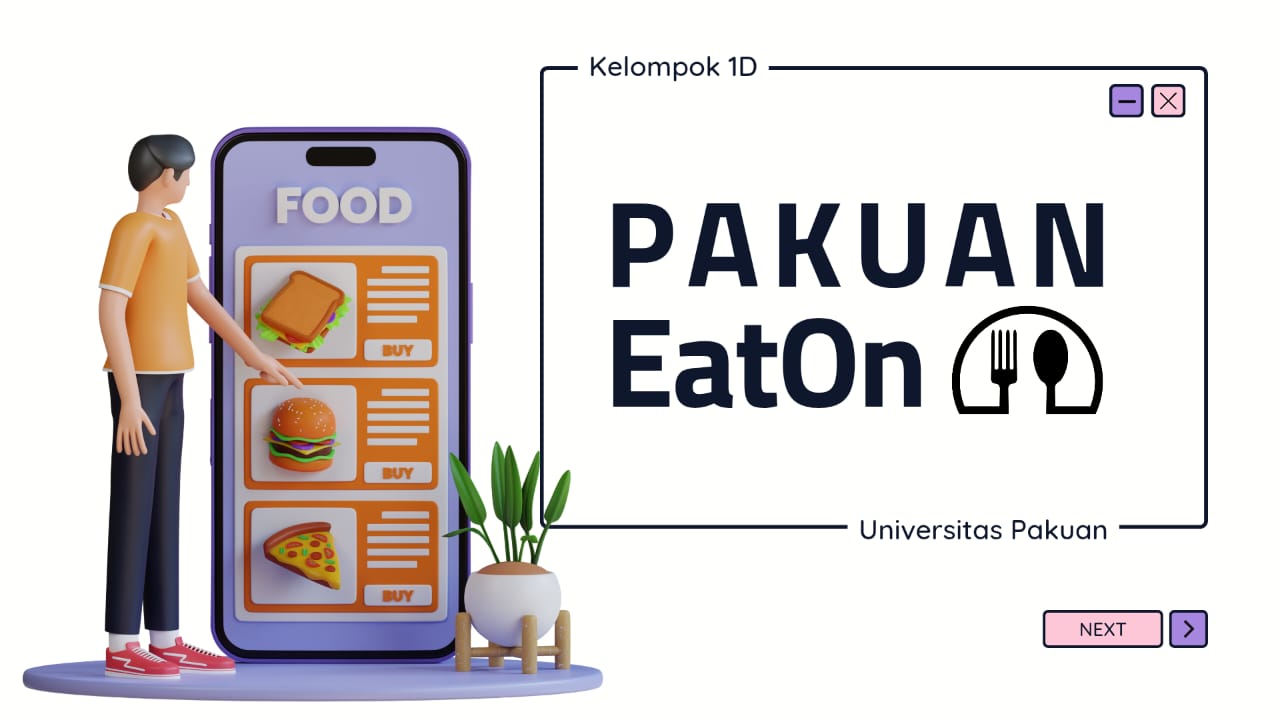 Kelompok 1D
FOOD
BUY
BUY
BUY
PAKUAN
EatOn
Universitas Pakuan
NEXT